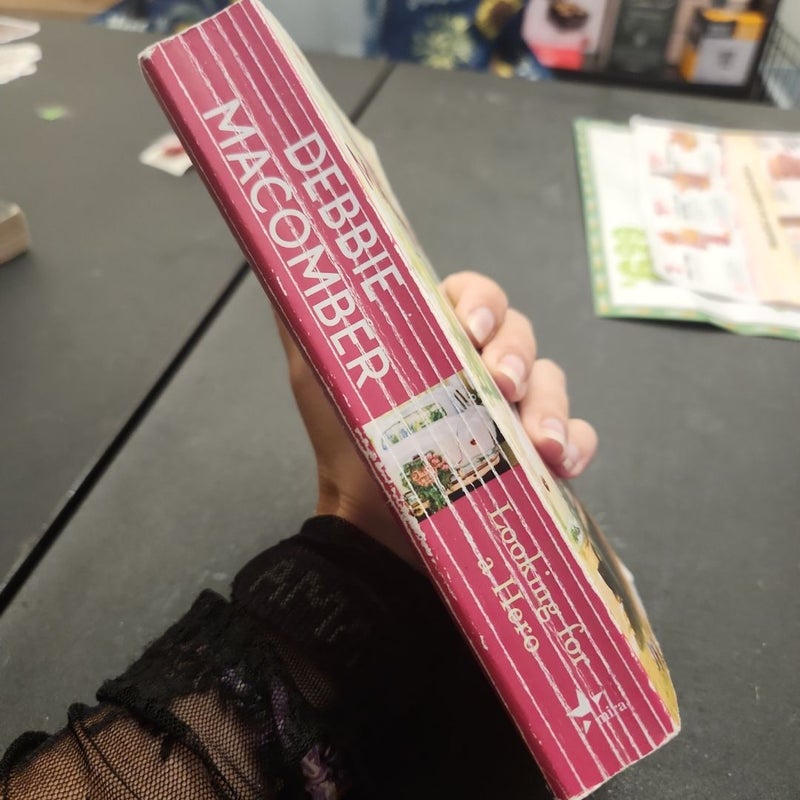 DEBBIE
MACOMBER
Looking for
a Hero
mira